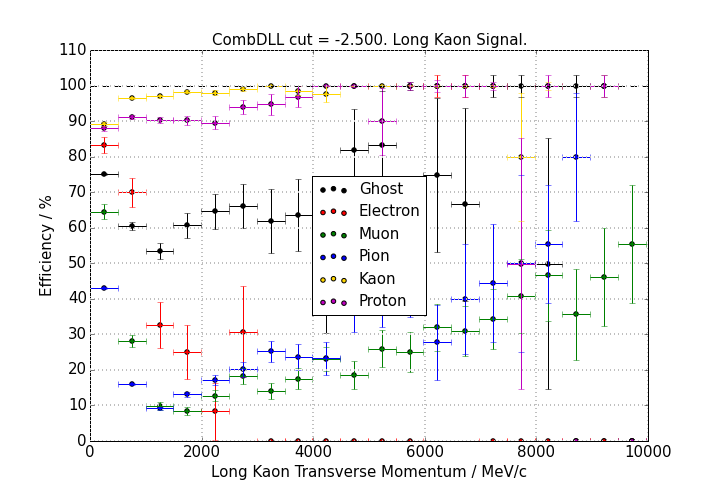 CombDLL cut = -2.500. Long Kaon Signal.
110
100
90
80
70
60
50
40
30
20
10
0
Efficiency / %
Ghost
Electron
Muon
Pion
Kaon
Proton
0 2000 4000 6000 8000 10000
Long Kaon Transverse Momentum / MeV/c